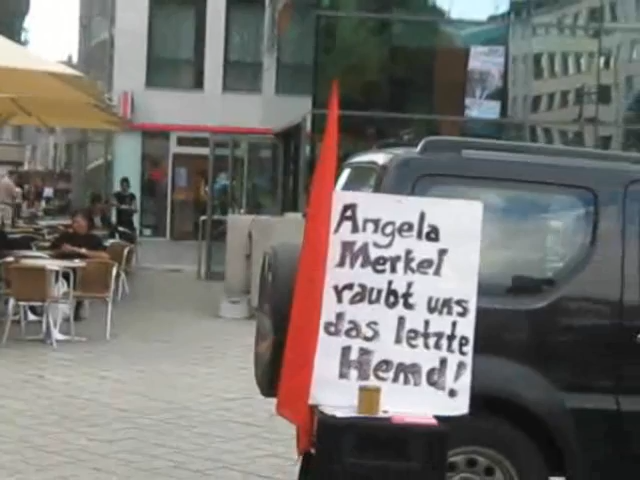 Angela
Merkel
raubt uns
das letzte
Hemd!